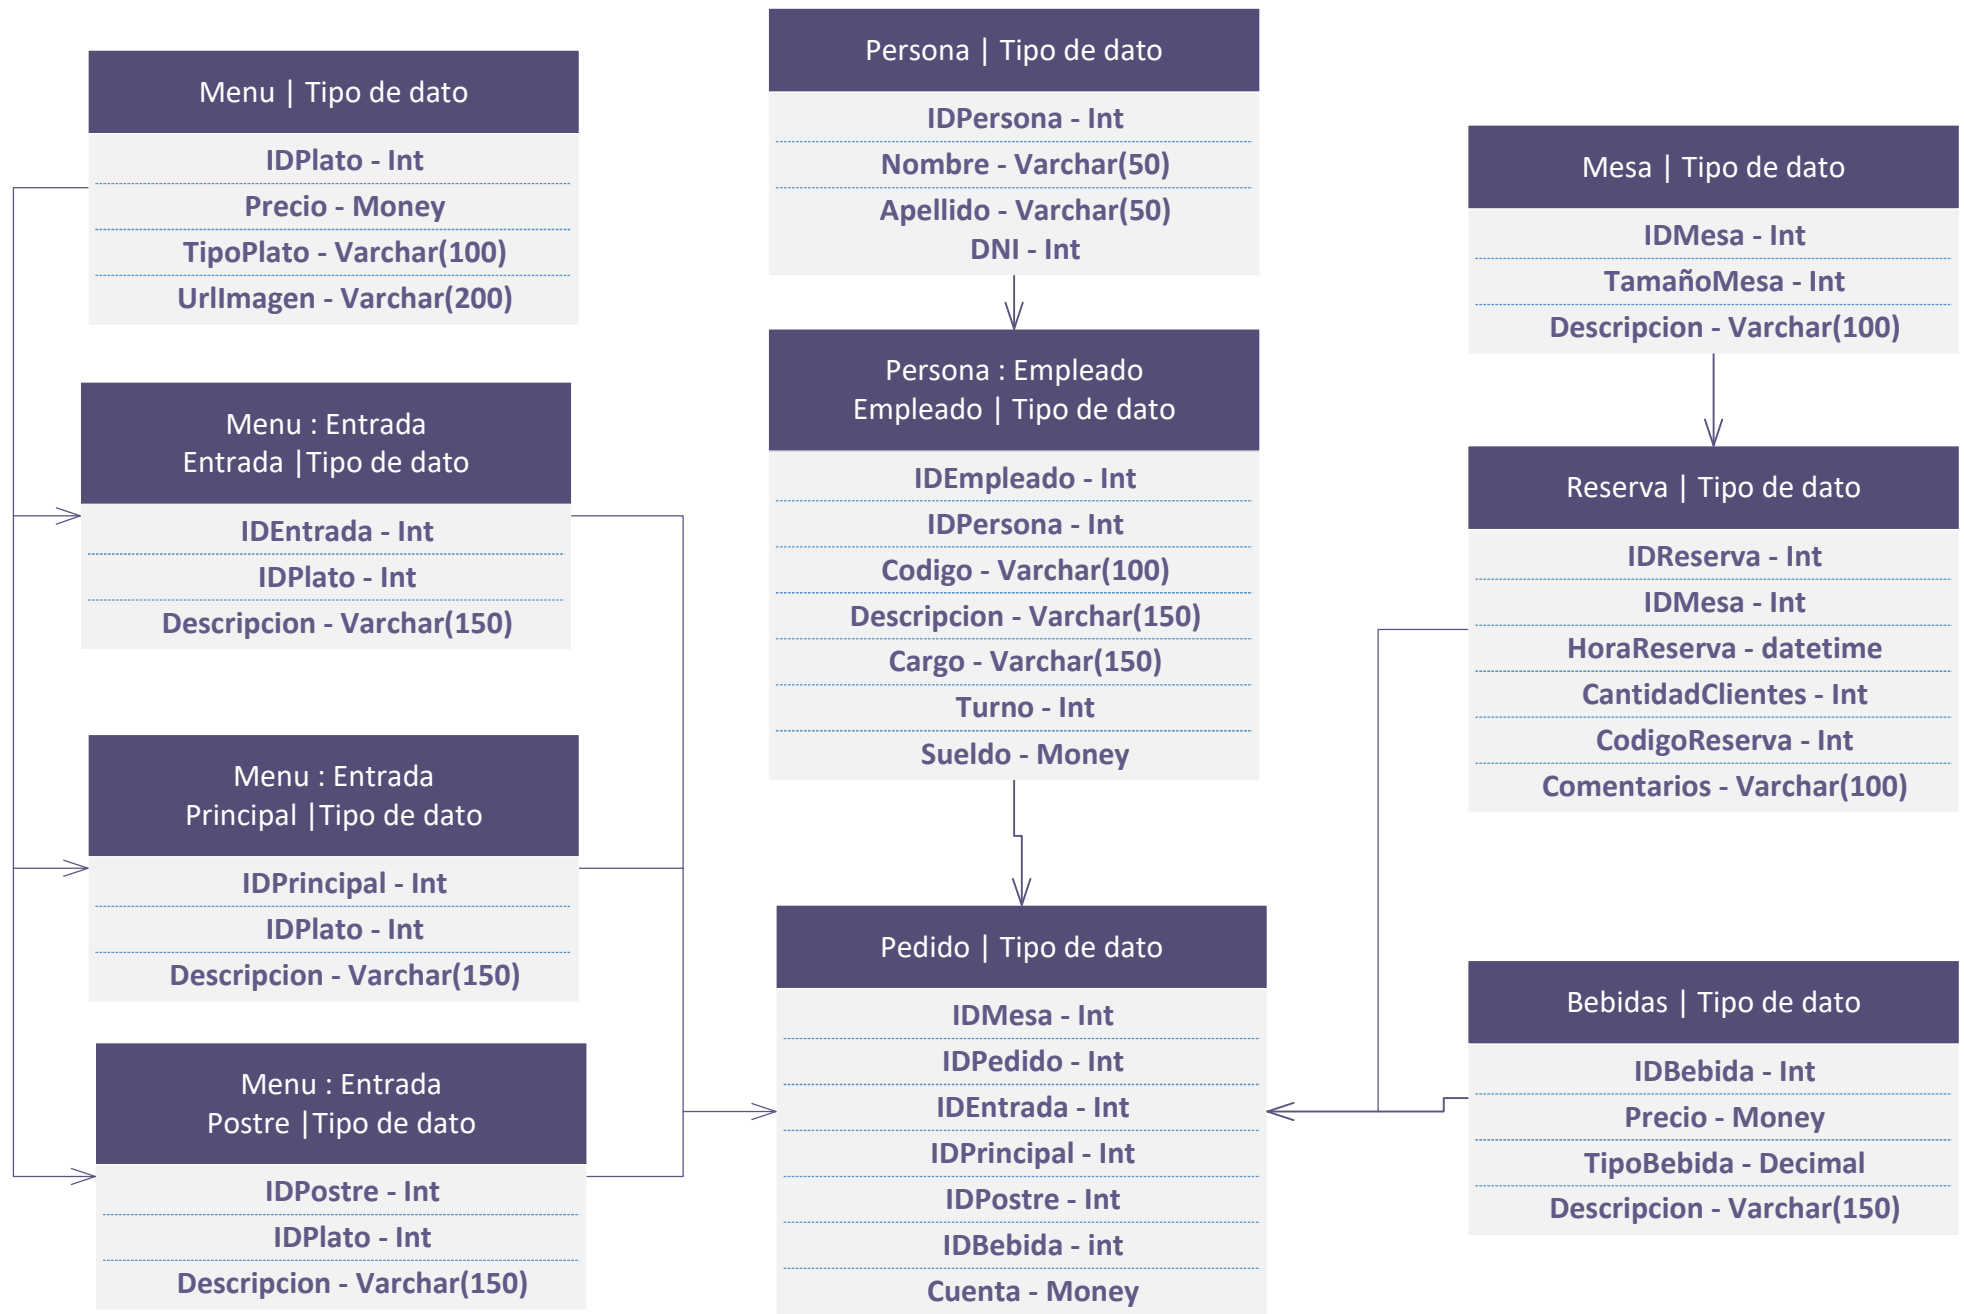 Menu | Tipo de dato
IDPlato - Int
Precio - Money
TipoPlato - Varchar(100)
UrlImagen - Varchar(200)
Menu : Entrada
Entrada |Tipo de dato
IDEntrada - Int
IDPlato - Int
Descripcion - Varchar(150)
Menu : Entrada
Principal |Tipo de dato
IDPrincipal - Int
IDPlato - Int
Descripcion - Varchar(150)
Menu : Entrada
Postre |Tipo de dato
IDPostre - Int
IDPlato - Int
Descripcion - Varchar(150)
Persona | Tipo de dato
IDPersona - Int
Nombre - Varchar(50)
Apellido - Varchar(50)
DNI - Int
Persona : Empleado
Empleado | Tipo de dato
IDEmpleado - Int
IDPersona - Int
Codigo - Varchar(100)
Descripcion - Varchar(150)
Cargo - Varchar(150)
Turno - Int
Sueldo - Money
Pedido | Tipo de dato
IDMesa - Int
IDPedido - Int
IDEntrada - Int
IDPrincipal - Int
IDPostre - Int
IDBebida - int
Cuenta - Money
Mesa | Tipo de dato
IDMesa - Int
TamañoMesa - Int
Descripcion - Varchar(100)
Reserva | Tipo de dato
IDReserva - Int
IDMesa - Int
HoraReserva - datetime
CantidadClientes - Int
CodigoReserva - Int
Comentarios - Varchar(100)
Bebidas | Tipo de dato
IDBebida - Int
Precio - Money
TipoBebida - Decimal
Descripcion - Varchar(150)